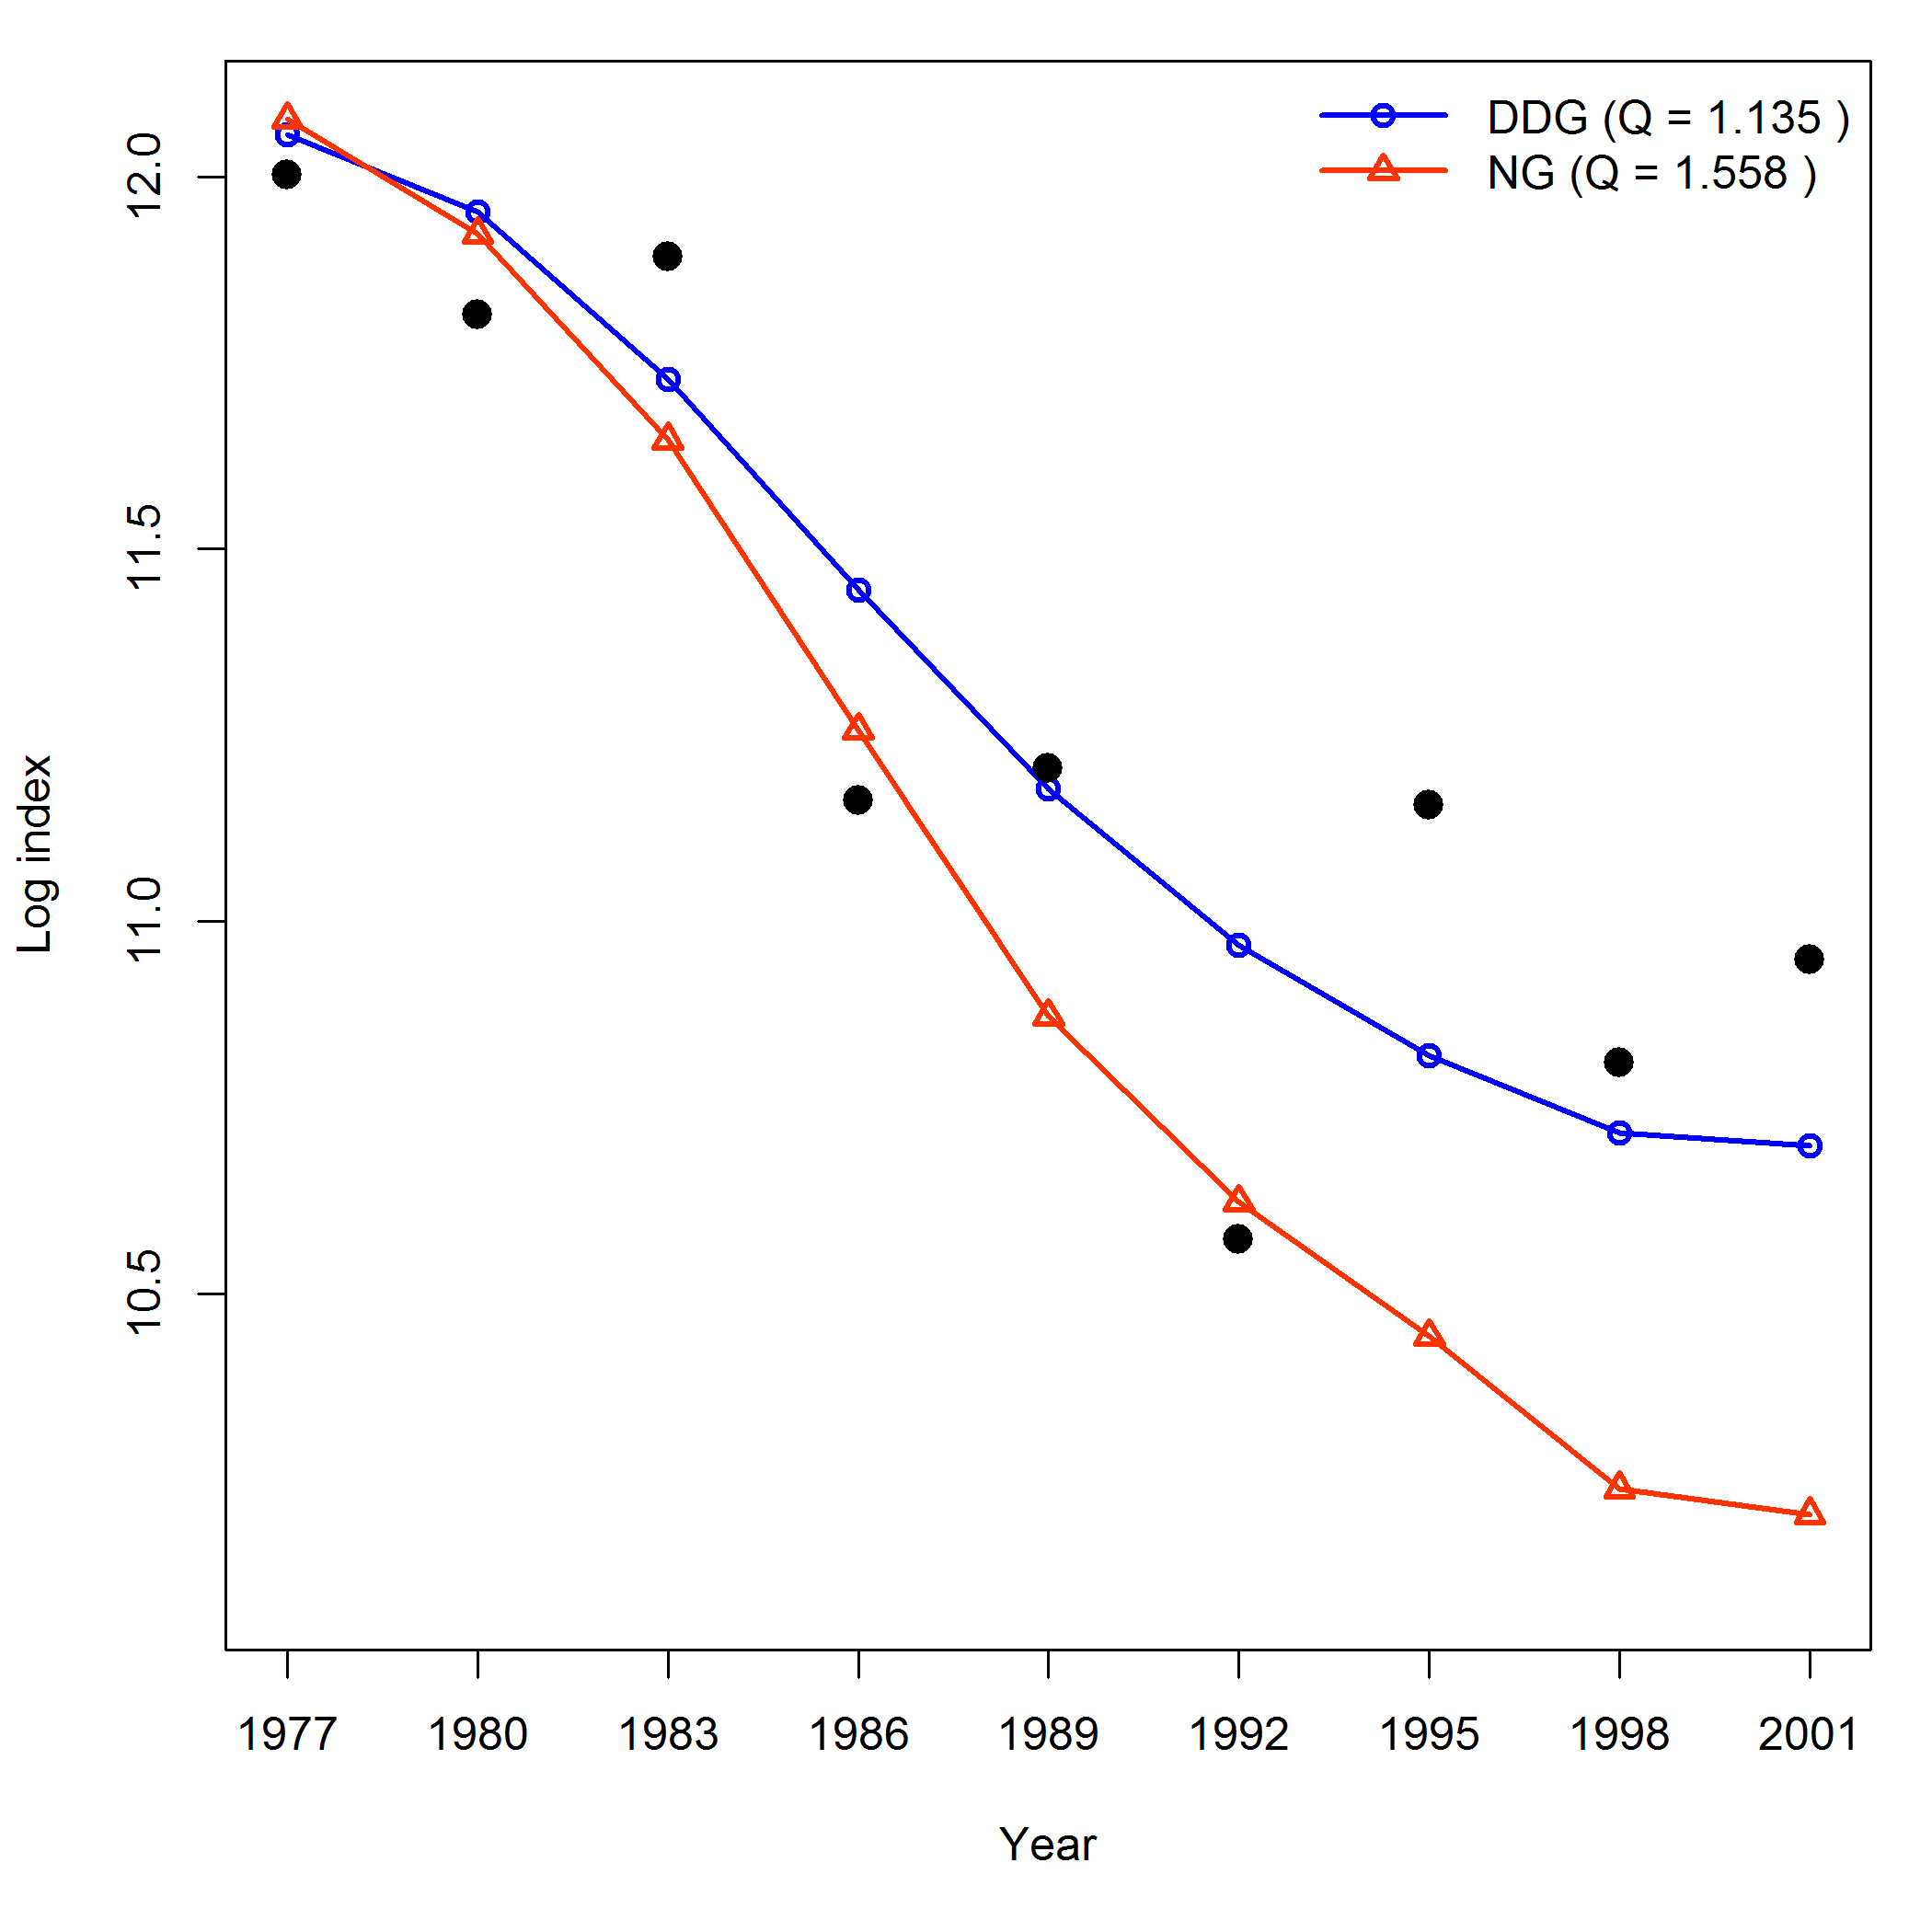 DDG (Q = 1.135 )
NG (Q = 1.558 )
12.0
11.5
11.0
10.5
Log index
1977 1980 1983 1986 1989 1992 1995 1998 2001
Year